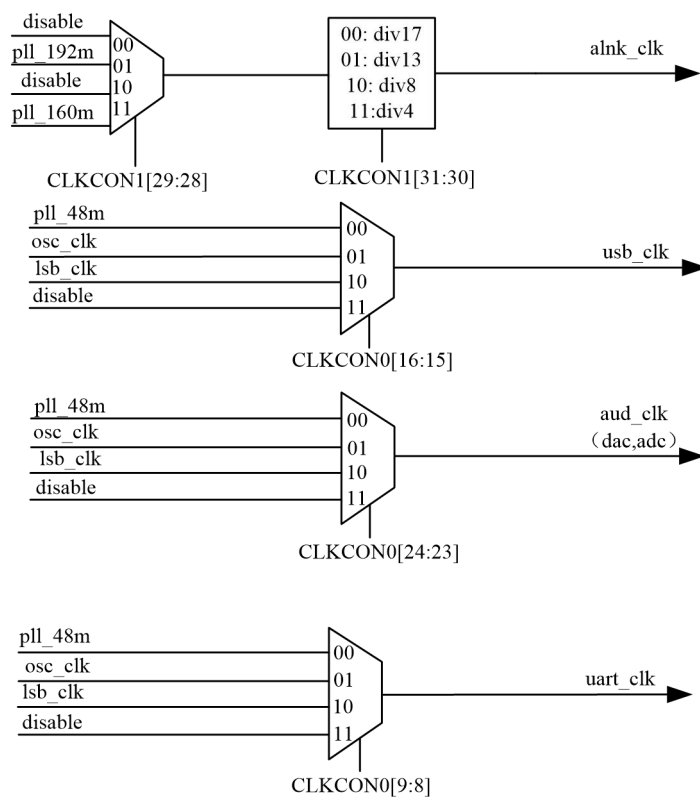 disable
pll_192m
disable
pll_160m
00
01
10
11
CLKCON1[29:28]
00: div17
01: div13
10: div8
11:div4
CLKCON1[31:30]
alnk_clk
pll_48m
osc_clk
lsb_clk
disable
00
01
10
11
CLKCON0[16:15]
usb_clk
pll_48m
osc_clk
lsb_clk
disable
00
01
10
11
CLKCON0[24:23]
aud_clk
（dac,adc）
pll_48m
osc_clk
lsb_clk
disable
00
01
10
11
CLKCON0[9:8]
uart_clk